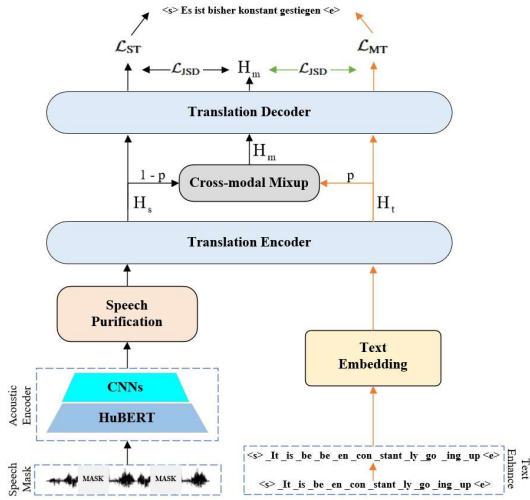 <s> Es ist bisher konstant gestiegen <e>
ℒST ℒMT
ℒJSD Hm ℒJSD
Translation Decoder
Hm
1 - p Cross-modal Mixup p
Hs Ht
Translation Encoder
Speech Purification
Text Embedding
Acoustic Encoder
CNNs
HuBERT
Speech Mask
MASK MASK
Text Enhance
<s> _It _is _be _be _en _con _stant _ly _go _ing _up <e>
<s> _It _is _be _en _con _stant _ly _go _ing _up <e>